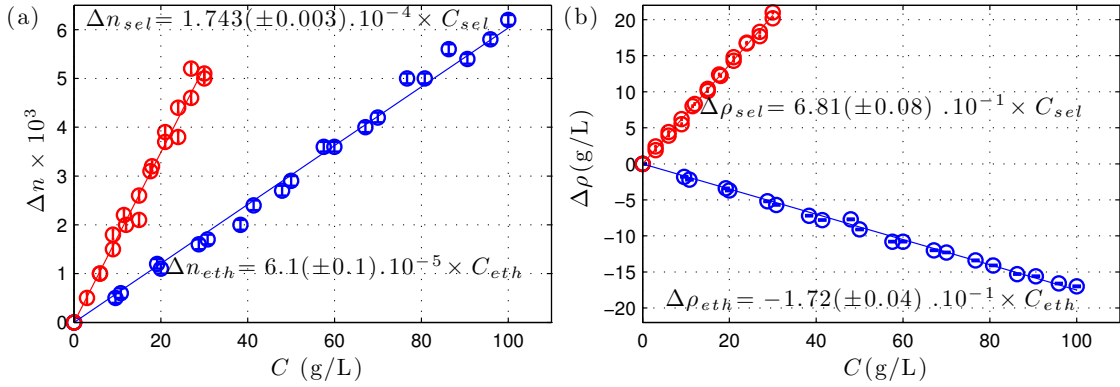 (a)
Δn_sel = 1.743(±0.003).10^−4 × C_sel
Δn × 10^3
6
5
4
3
2
1
0
Δn_eth = 6.1(±0.1).10^−5 × C_eth
0 20 40 60 80 100
C (g/L)
(b)
Δρ(g/L)
20
15
10
5
0
−5
−10
−15
−20
Δρ_sel = 6.81(±0.08) .10^−1 × C_sel
Δρ_eth = −1.72(±0.04) .10^−1 × C_eth
0 20 40 60 80 100
C(g/L)